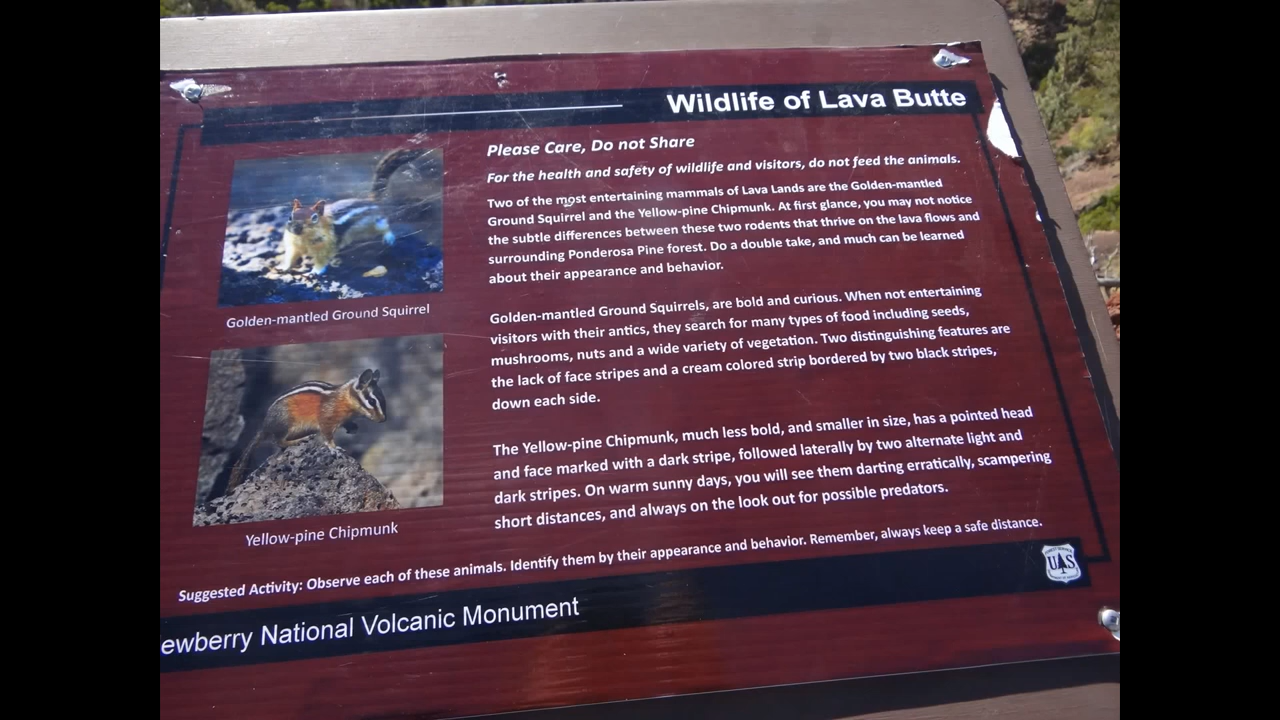 Wildlife of Lava Butte
Please Care, Do not Share
For the health and safety of wildlife and visitors, do not feed the animals.
Two of the most entertaining mammals of Lava Lands are the Golden-mantled
Ground Squirrel and the Yellow-pine Chipmunk. At first glance, you may not notice
the subtle differences between these two rodents that thrive on the lava flows and
surrounding Ponderosa Pine forest. Do a double take, and much can be learned
about their appearance and behavior.
Golden-mantled Ground Squirrel
Golden-mantled Ground Squirrels, are bold and curious. When not entertaining
visitors with their antics, they search for many types of food including seeds,
mushrooms, nuts and a wide variety of vegetation. Two distinguishing features are
the lack of face stripes and a cream colored strip bordered by two black stripes,
down each side.
The Yellow-pine Chipmunk, much less bold, and smaller in size, has a pointed head
and face marked with a dark stripe, followed laterally by two alternate light and
dark stripes. On warm sunny days, you will see them darting erratically, scampering
short distances, and always on the look out for possible predators.
Yellow-pine Chipmunk
Suggested Activity: Observe each of these animals. Identify them by their appearance and behavior. Remember, always keep a safe distance.
ewberry National Volcanic Monument
UAS